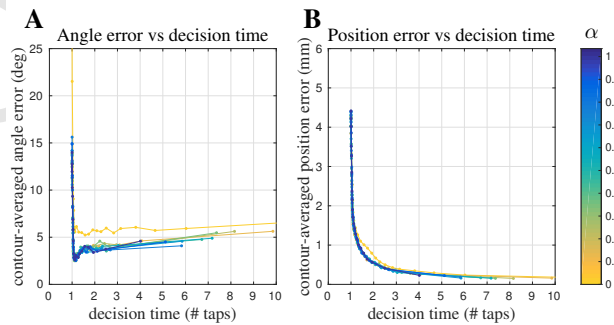 A Angle error vs decision time
contour-averaged angle error (deg)
25
20
15
10
5
0
0 1 2 3 4 5 6 7 8 9 10
decision time (# taps)
B Position error vs decision time
contour-averaged position error (mm)
6
5
4
3
2
1
0
0 1 2 3 4 5 6 7 8 9 10
decision time (# taps)
α
1
0